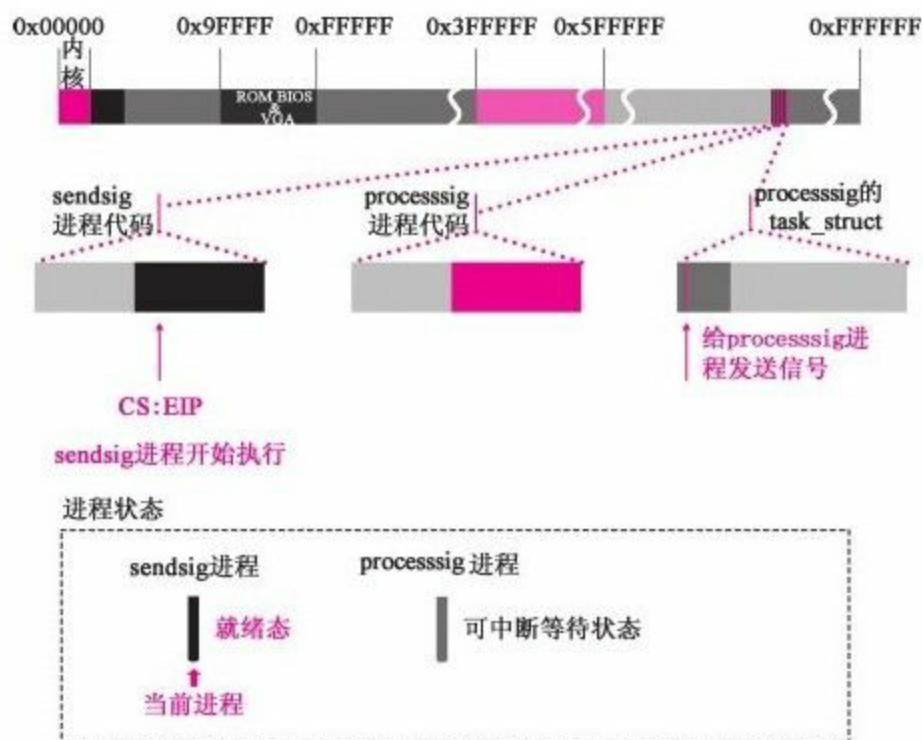 0x00000 0x9FFFF 0xFFFFF 0x3FFFFF 0x5FFFFF 0xFFFFFF
内
核
ROM BIOS
&
VGA
sendsig
进程代码
processsig
进程代码
processsig的
task_struct
给processsig进
程发送信号
CS:EIP
sendsig进程开始执行
进程状态
sendsig进程 processsig 进程
就绪态 可中断等待状态
当前进程